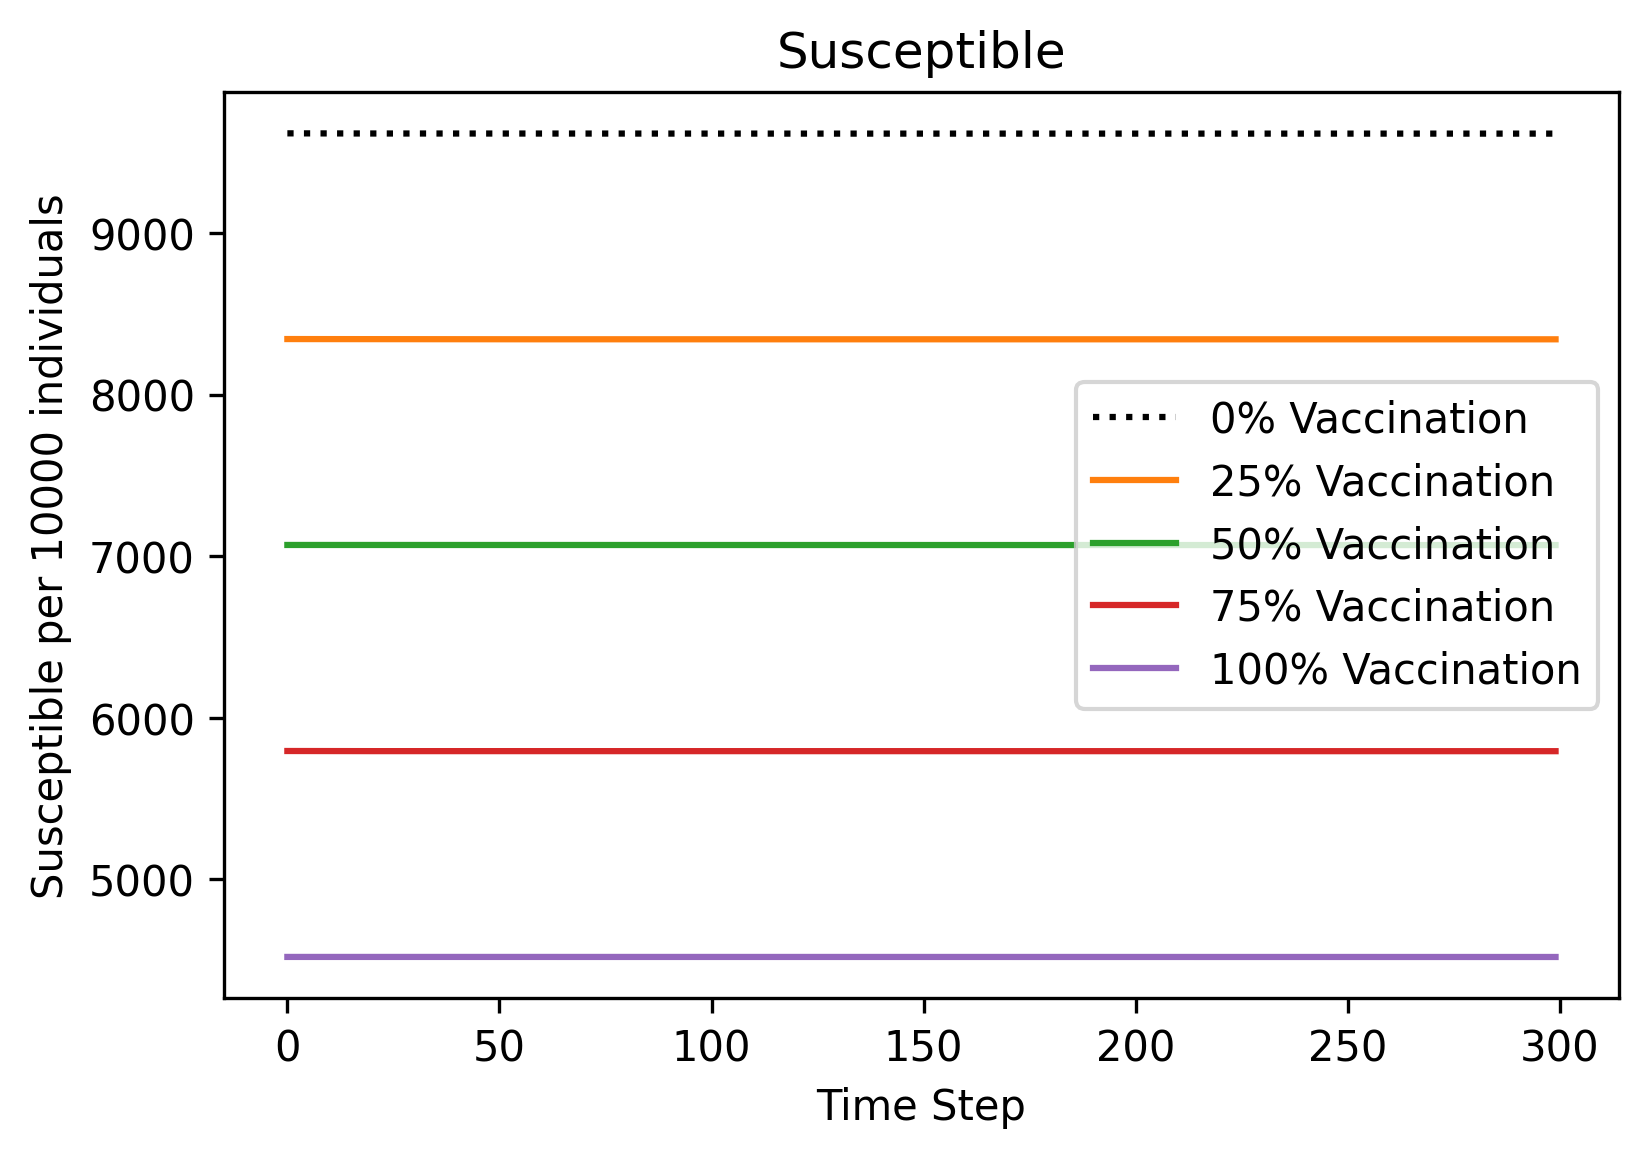 Susceptible
Susceptible per 10000 individuals
9000
8000
7000
6000
5000
0% Vaccination
25% Vaccination
50% Vaccination
75% Vaccination
100% Vaccination
0 50 100 150 200 250 300
Time Step